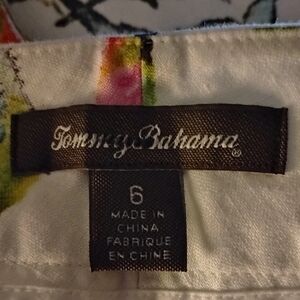 Tommy Bahama®
6
MADE IN
CHINA
FABRIQUE
EN CHINE